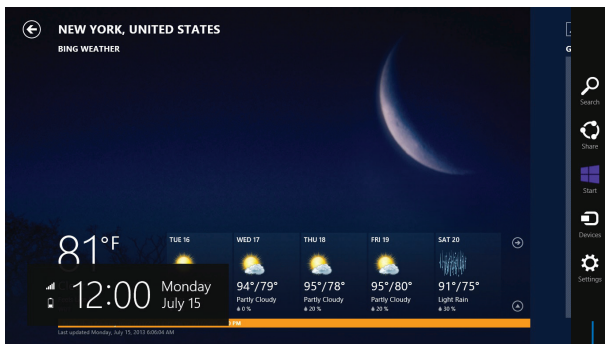 NEW YORK, UNITED STATES
BING WEATHER
G
Search
Share
Start
Devices
Settings
81°F
TUE 16
WED 17
THU 18
FRI 19
SAT 20
94°/79°
95°/78°
95°/80°
91°/75°
Partly Cloudy
Partly Cloudy
Partly Cloudy
Light Rain
0 %
20 %
20 %
30 %
12:00
Monday
July 15
PM
Last updated Monday, July 15, 2013 6:06:04 AM